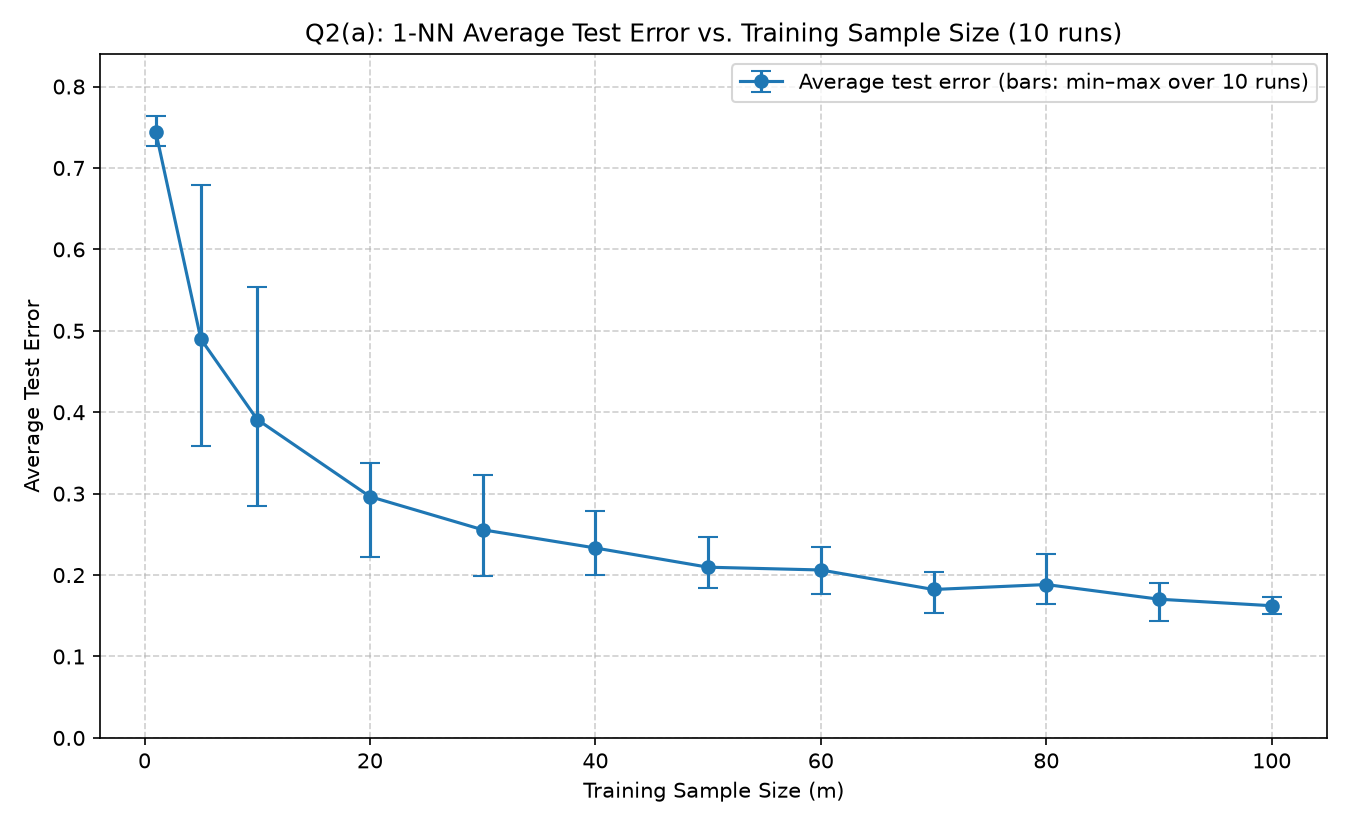 Q2(a): 1-NN Average Test Error vs. Training Sample Size (10 runs)
Average test error (bars: min–max over 10 runs)
Average Test Error
0.8
0.7
0.6
0.5
0.4
0.3
0.2
0.1
0.0
0 20 40 60 80 100
Training Sample Size (m)